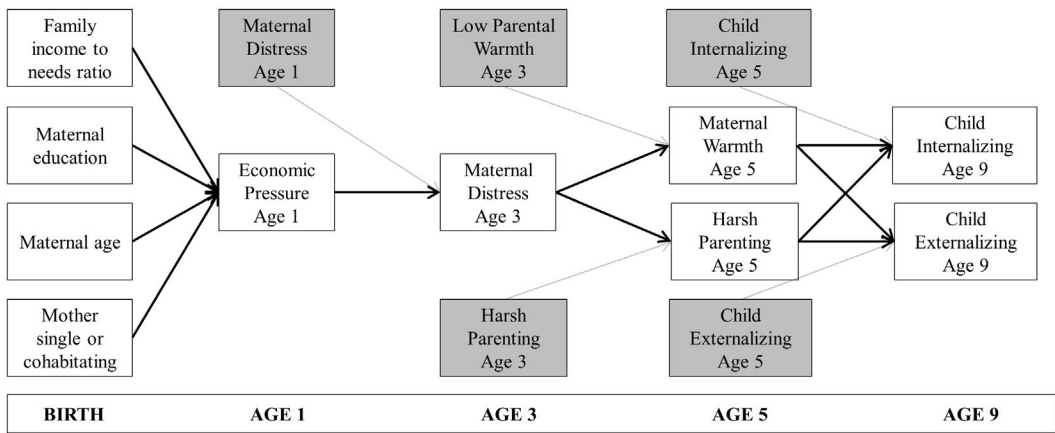 Family
income to
needs ratio
Maternal
education
Maternal age
Mother
single or
cohabitating
Maternal
Distress
Age 1
Economic
Pressure
Age 1
Low Parental
Warmth
Age 3
Maternal
Distress
Age 3
Harsh
Parenting
Age 3
Child
Internalizing
Age 5
Maternal
Warmth
Age 5
Harsh
Parenting
Age 5
Child
Externalizing
Age 5
Child
Internalizing
Age 9
Child
Externalizing
Age 9
BIRTH AGE 1 AGE 3 AGE 5 AGE 9